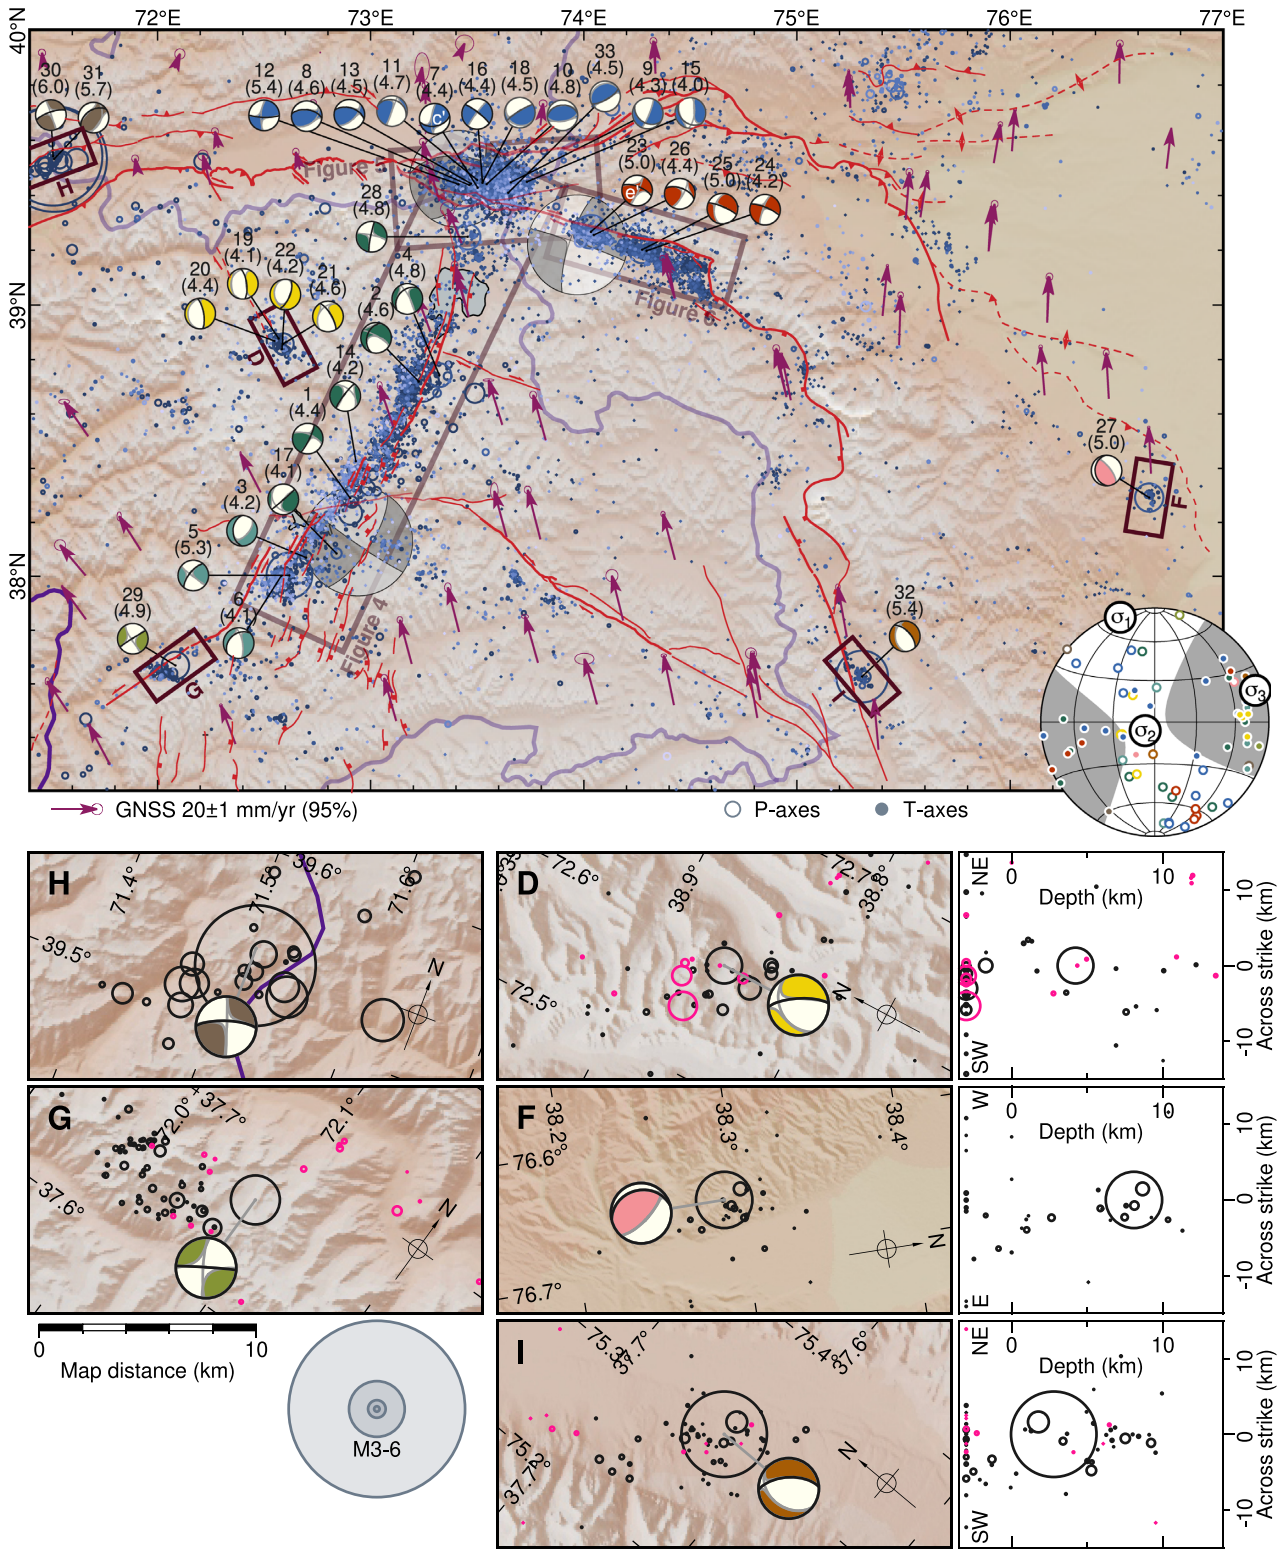 72°E 73°E 74°E 75°E 76°E 77°E
40°N
39°N
38°N
30
(6.0)
31
(5.7)
12
(5.4)
8
(4.6)
13
(4.5)
11
(4.7)
7
(4.4)
16
(4.4)
18
(4.5)
10
(4.8)
33
(4.5)
9
(4.3)
15
(4.0)
c
H
Figure 5
23
(5.0)
26
(4.4)
25
(5.0)
24
(4.2)
e
28
(4.8)
19
(4.1)
22
(4.2)
20
(4.4)
21
(4.6)
4
(4.8)
2
(4.6)
Figure 6
D
14
(4.2)
1
(4.4)
17
(4.1)
3
(4.2)
5
(5.3)
27
(5.0)
F
29
(4.9)
6
(4.1)
Figure 4
G
32
(5.4)
I
σ1
σ3
σ2
GNSS 20±1 mm/yr (95%)
P-axes
T-axes
H
71.4°
71.5°
39.6°
71.6°
39.5°
N
D
72.6°
38.9°
72.7°
38.8°
72.5°
N
NE
0 10
Depth (km)
SW
10
0
-10
Across strike (km)
G
72.0°
37.7°
72.1°
37.6°
N
F
38.2°
38.3°
38.4°
76.6°
76.7°
N
W
0 10
Depth (km)
E
10
0
-10
Across strike (km)
0 10
Map distance (km)
M3-6
I
75.3°
37.7°
75.4°
37.6°
75.2°
37.7°
N
NE
0 10
Depth (km)
SW
10
0
-10
Across strike (km)